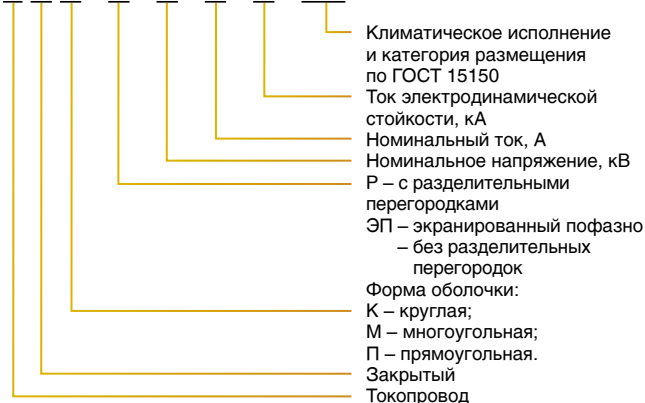 Климатическое исполнение
и категория размещения
по ГОСТ 15150
Ток электродинамической
стойкости, кА
Номинальный ток, А
Номинальное напряжение, кВ
Р – с разделительными
перегородками
ЭП – экранированный пофазно
– без разделительных
перегородок
Форма оболочки:
К – круглая;
М – многоугольная;
П – прямоугольная.
Закрытый
Токопровод